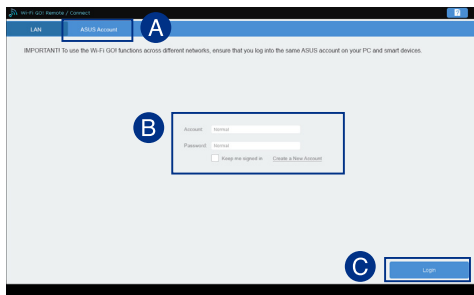 Wi-Fi GO! Remote / Connect
LAN
ASUS Account
A
IMPORTANT! To use the Wi-Fi GO! functions across different networks, ensure that you log into the same ASUS account on your PC and smart devices.
B
Account: Normal
Password: Normal
Keep me signed in Create a New Account
C
Login